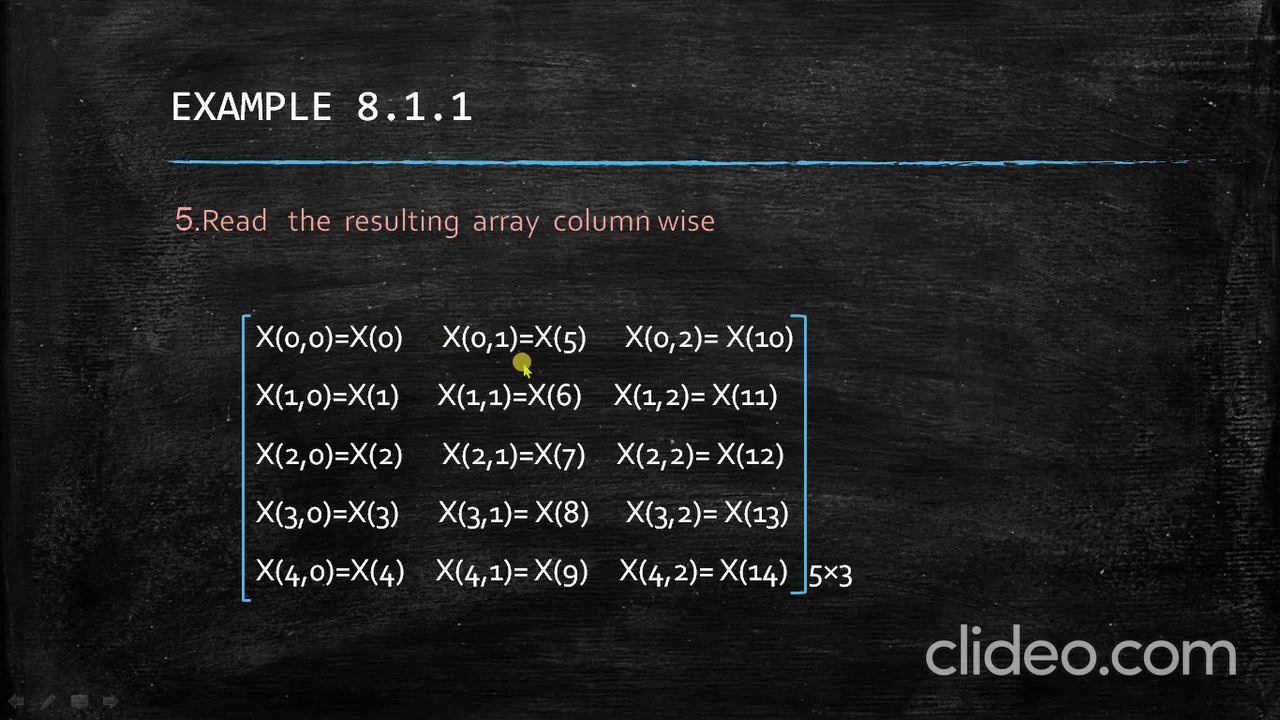 EXAMPLE 8.1.1
5.Read the resulting array column wise
X(0,0)=X(0) X(0,1)=X(5) X(0,2)= X(10)
X(1,0)=X(1) X(1,1)=X(6) X(1,2)= X(11)
X(2,0)=X(2) X(2,1)=X(7) X(2,2)= X(12)
X(3,0)=X(3) X(3,1)= X(8) X(3,2)= X(13)
X(4,0)=X(4) X(4,1)= X(9) X(4,2)= X(14) 5×3
clideo.com